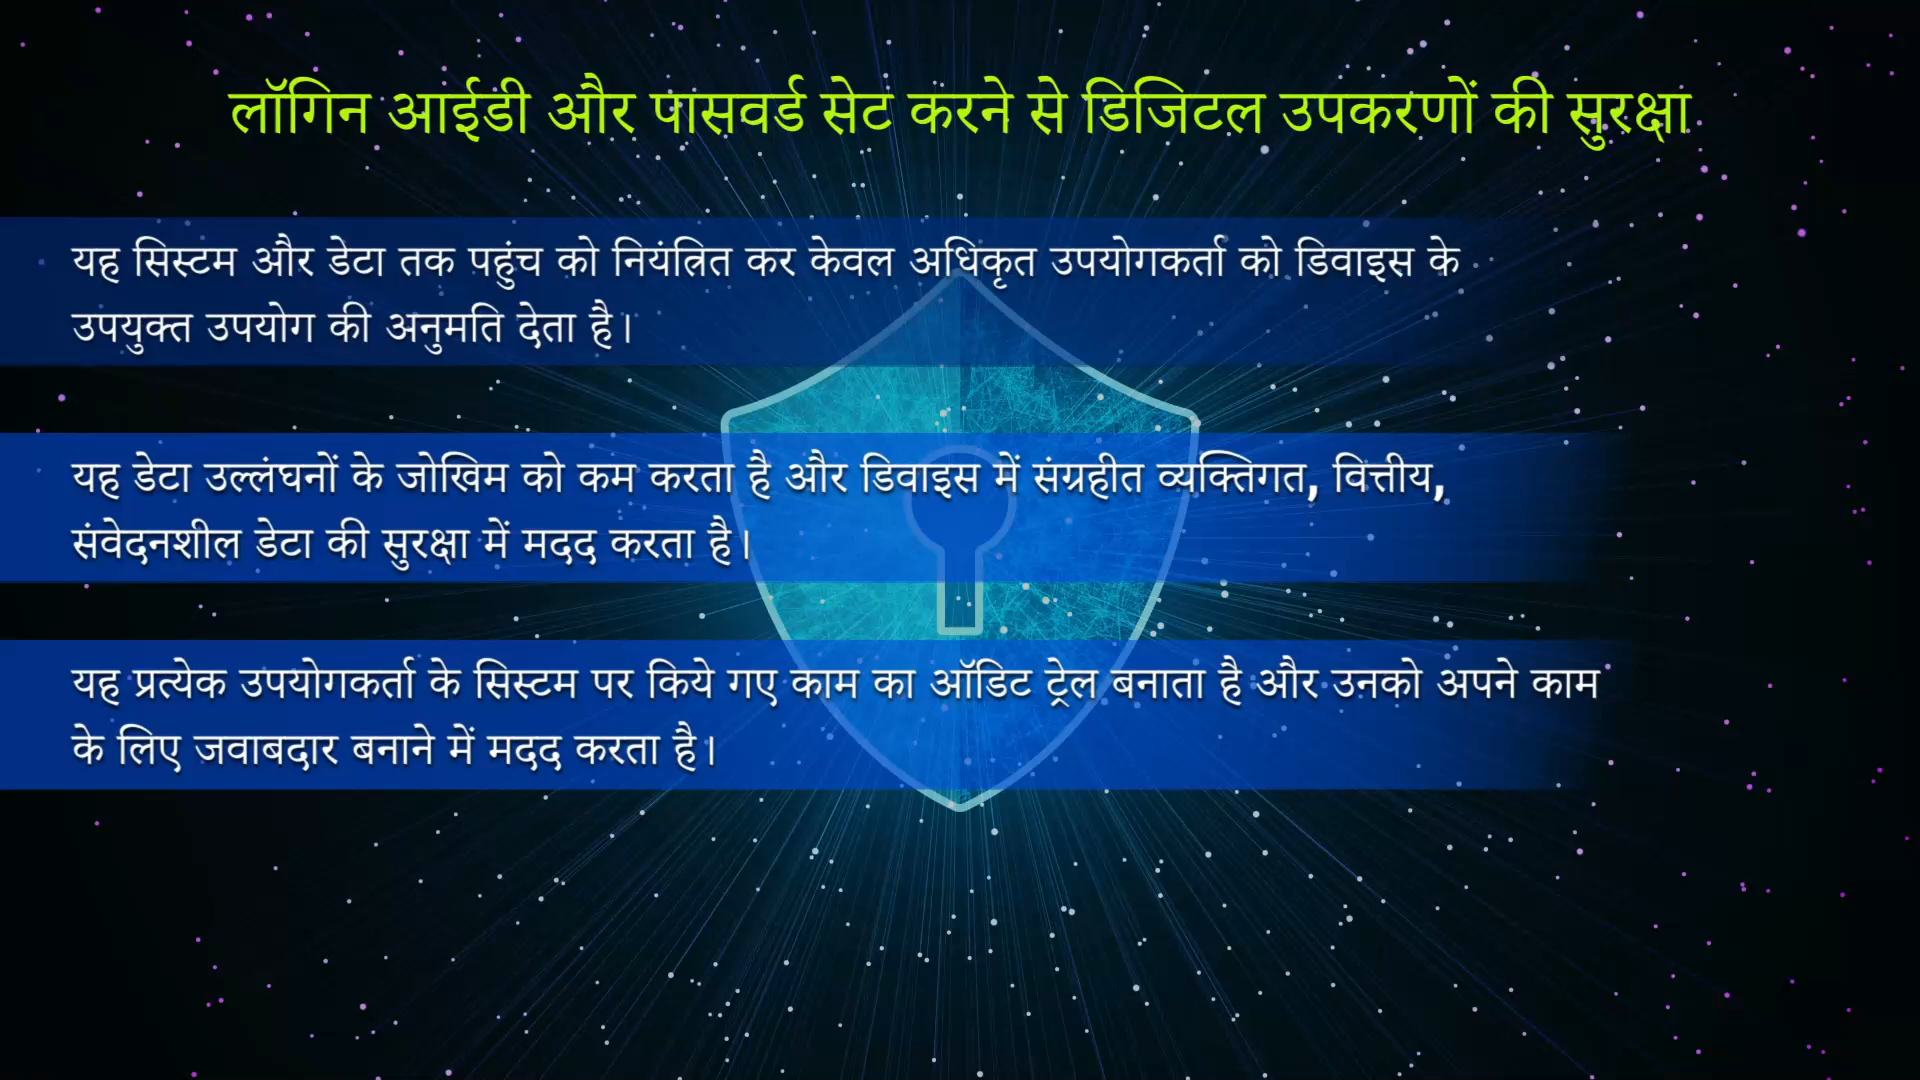 लॉगिन आईडी और पासवर्ड सेट करने से डिजिटल उपकरणों की सुरक्षा
यह सिस्टम और डेटा तक पहुंच को नियंत्रित कर केवल अधिकृत उपयोगकर्ता को डिवाइस के
उपयुक्त उपयोग की अनुमति देता है।
यह डेटा उल्लंघनों के जोखिम को कम करता है और डिवाइस में संग्रहीत व्यक्तिगत, वित्तीय,
संवेदनशील डेटा की सुरक्षा में मदद करता है।
यह प्रत्येक उपयोगकर्ता के सिस्टम पर किये गए काम का ऑडिट ट्रेल बनाता है और उनको अपने काम
के लिए जवाबदार बनाने में मदद करता है।